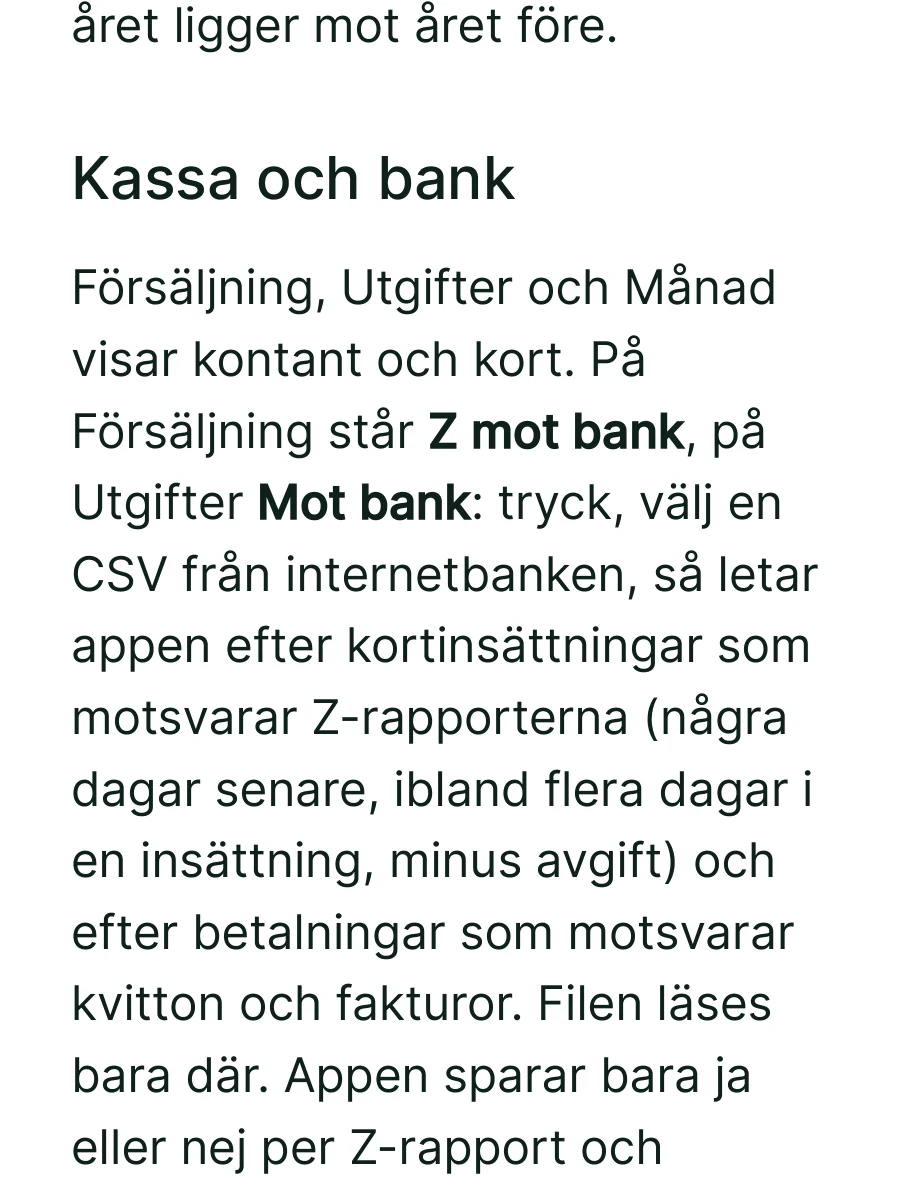 året ligger mot året före.
Kassa och bank
Försäljning, Utgifter och Månad
visar kontant och kort. På
Försäljning står Z mot bank, på
Utgifter Mot bank: tryck, välj en
CSV från internetbanken, så letar
appen efter kortinsättningar som
motsvarar Z-rapporterna (några
dagar senare, ibland flera dagar i
en insättning, minus avgift) och
efter betalningar som motsvarar
kvitton och fakturor. Filen läses
bara där. Appen sparar bara ja
eller nej per Z-rapport och